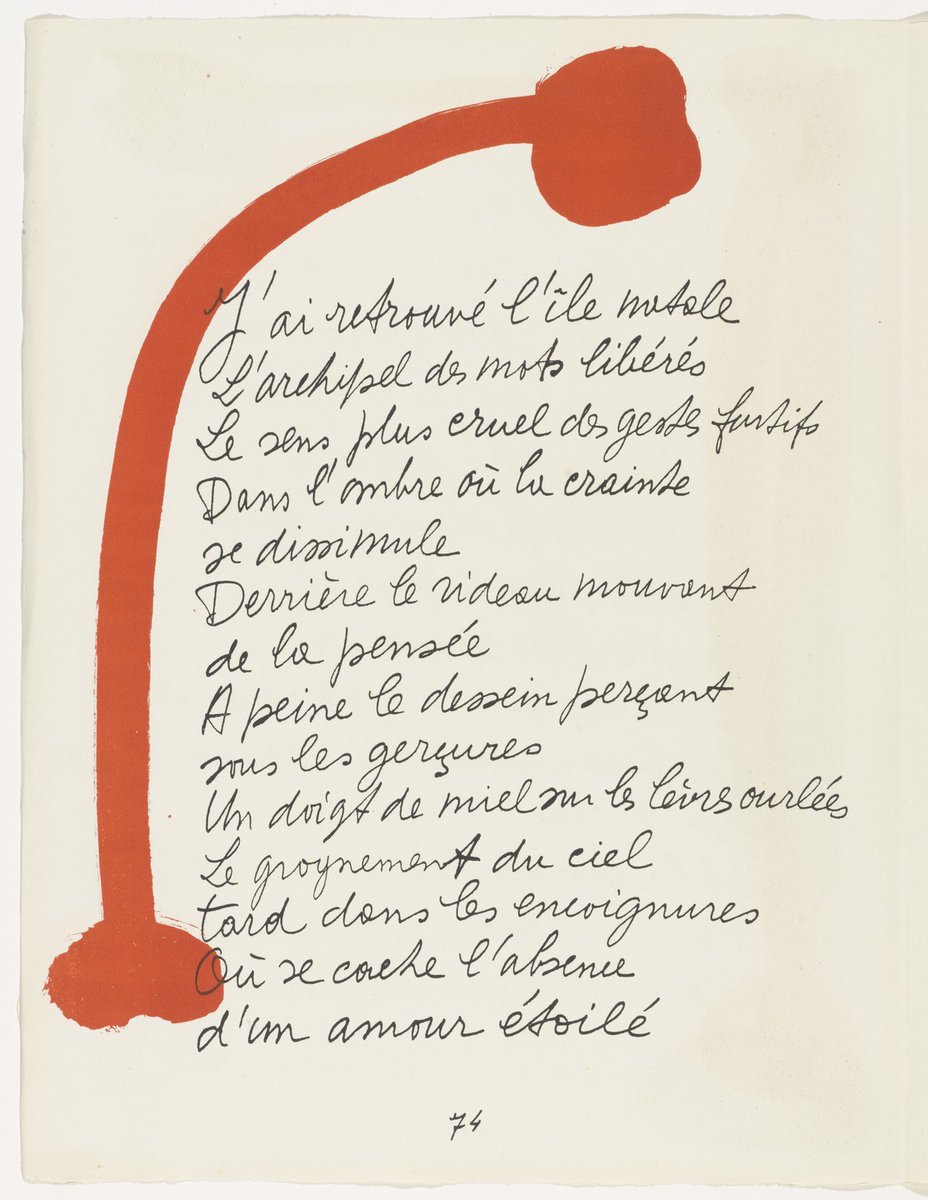 J'ai retrouvé l'île natale
L'archipel des mots libérés
Le sens plus cruel des gestes furtifs
Dans l'ombre où la crainte
se dissimule
Derrière le rideau mouvant
de la pensée
A peine le dessein perçant
sous les gerçures
Un doigt de miel sur les lèvres ourlées
Le grognement du ciel
tard dans les encoignures
Où se cache l'absence
d'un amour étoilé
74